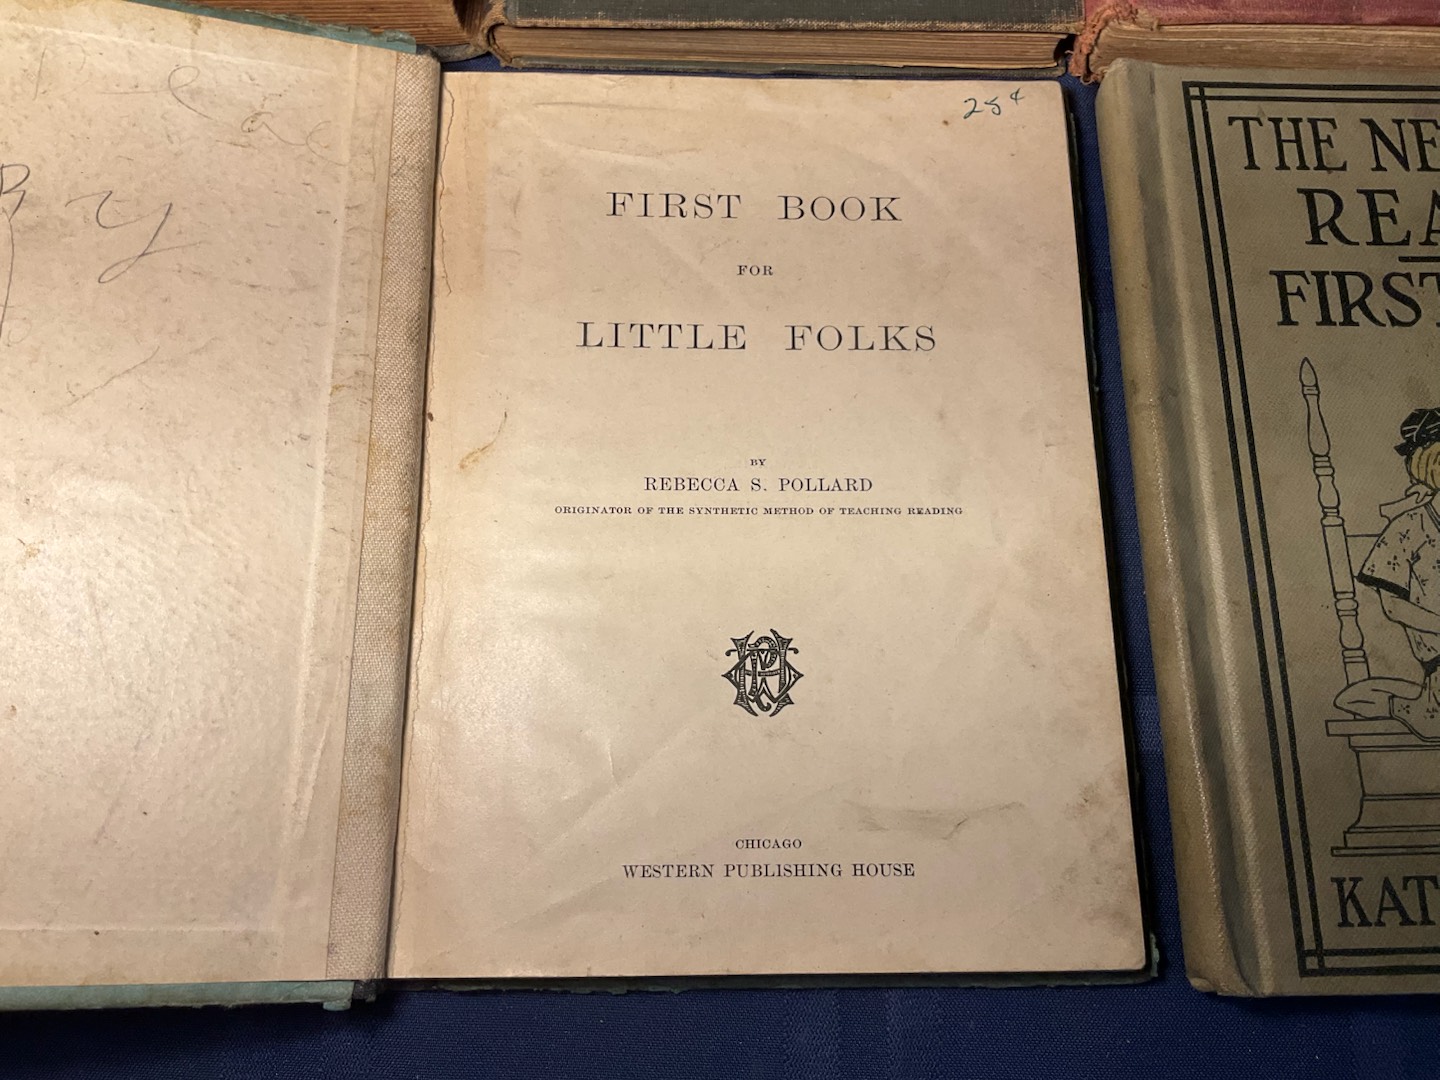 25¢
FIRST BOOK
FOR
LITTLE FOLKS
BY
REBECCA S. POLLARD
ORIGINATOR OF THE SYNTHETIC METHOD OF TEACHING READING
CHICAGO
WESTERN PUBLISHING HOUSE
THE NE
REA
FIRST
KAT